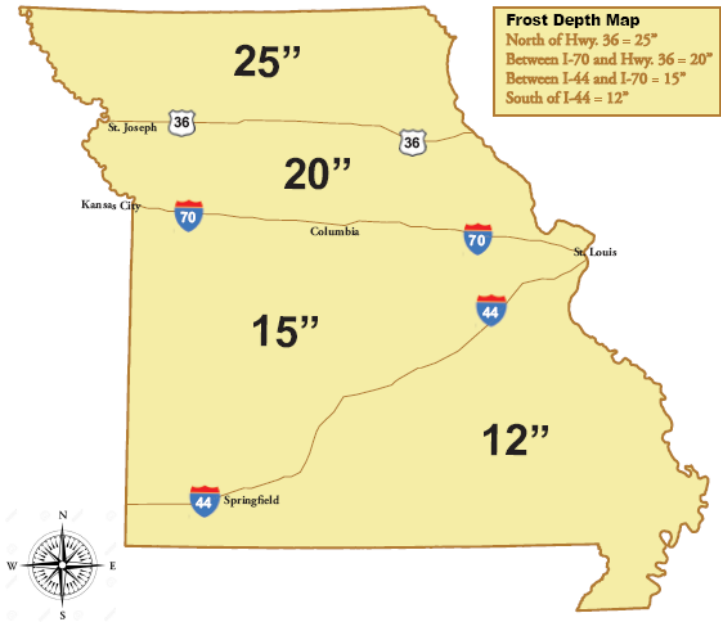 Frost Depth Map
North of Hwy. 36 = 25”
Between I-70 and Hwy. 36 = 20”
Between I-44 and I-70 = 15”
South of I-44 = 12”
25”
St. Joseph
36
36
20”
Kansas City
70
Columbia
70
St. Louis
44
15”
12”
44
Springfield
N
W
E
S